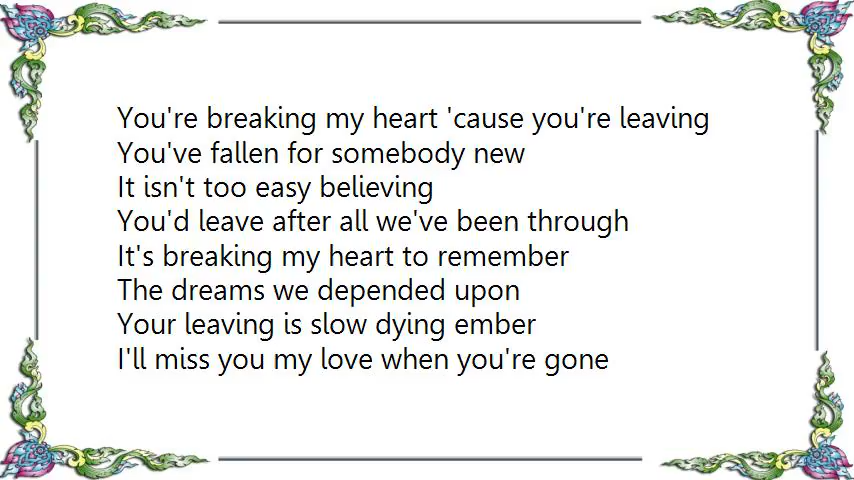 You're breaking my heart 'cause you're leaving
You've fallen for somebody new
It isn't too easy believing
You'd leave after all we've been through
It's breaking my heart to remember
The dreams we depended upon
Your leaving is slow dying ember
I'll miss you my love when you're gone